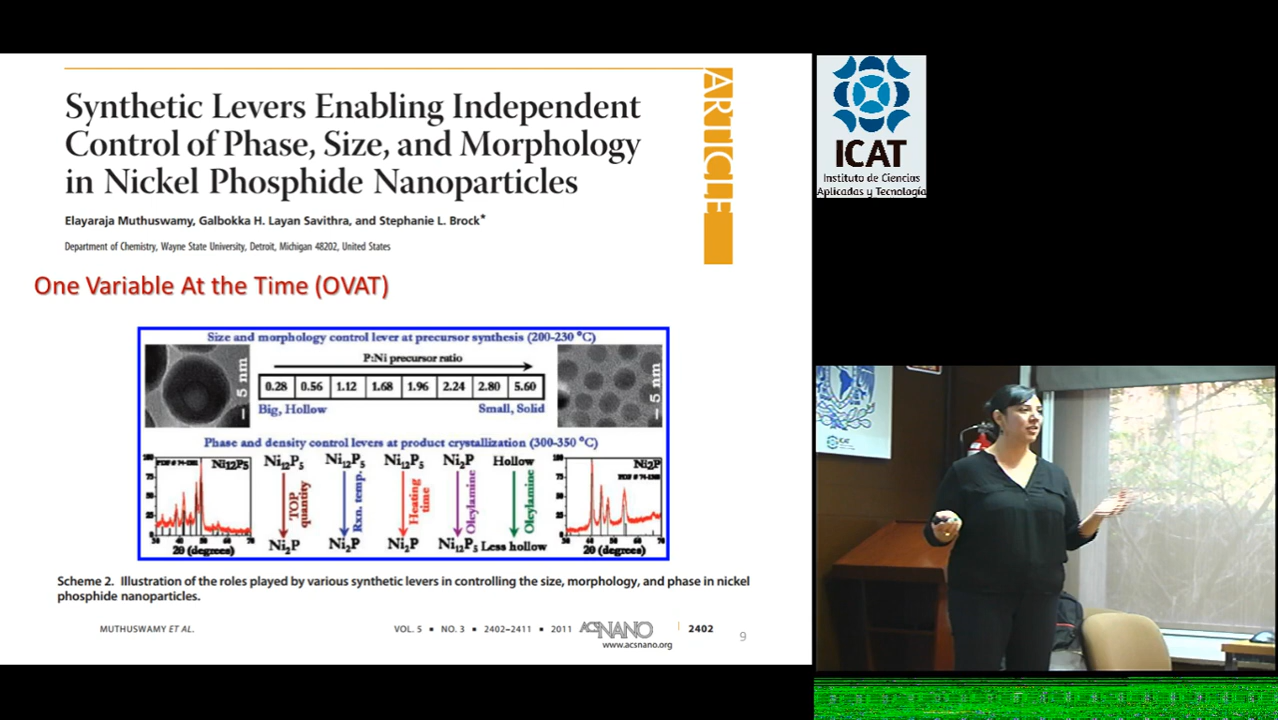 ARTICLE
Synthetic Levers Enabling Independent
Control of Phase, Size, and Morphology
in Nickel Phosphide Nanoparticles
Elayaraja Muthuswamy, Galbokka H. Layan Savithra, and Stephanie L. Brock*
Department of Chemistry, Wayne State University, Detroit, Michigan 48202, United States
One Variable At the Time (OVAT)
Size and morphology control lever at precursor synthesis (200-230 °C)
P:Ni precursor ratio
5 nm
0.28 0.56 1.12 1.68 1.96 2.24 2.80 5.60
5 nm
Big, Hollow Small, Solid
Phase and density control levers at product crystallization (300-350 °C)
Ni12P5
Ni12P5 Ni12P5 Ni12P5 Ni2P Hollow
Ni2P
TOP quantity
Rxn. temp.
Heating time
Oleylamine
Oleylamine
Ni2P Ni2P Ni2P Ni12P5 Less hollow
2θ (degrees)
2θ (degrees)
Scheme 2. Illustration of the roles played by various synthetic levers in controlling the size, morphology, and phase in nickel
phosphide nanoparticles.
MUTHUSWAMY ET AL. VOL. 5 ▪ NO. 3 ▪ 2402–2411 ▪ 2011 ACS NANO 2402
www.acsnano.org
9
ICAT
Instituto de Ciencias
Aplicadas y Tecnología
ICAT